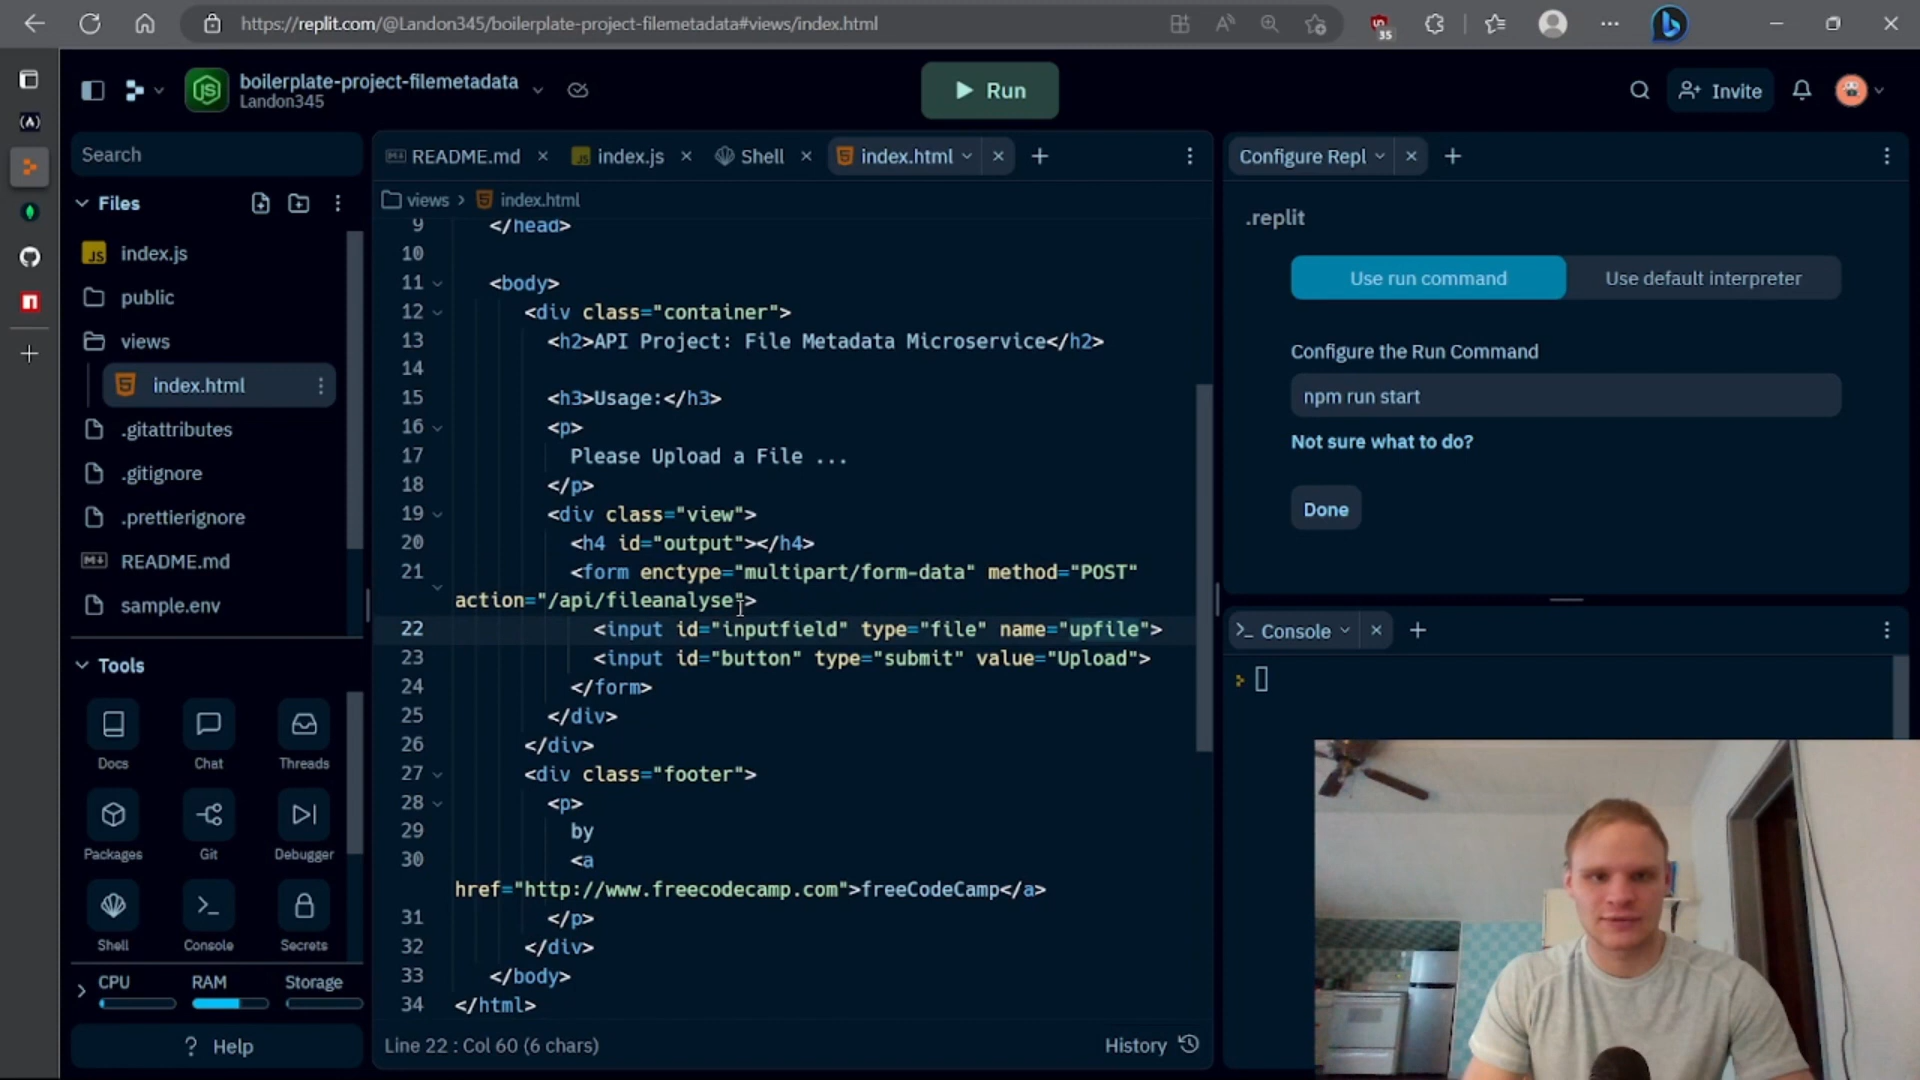 https://replit.com/@Landon345/boilerplate-project-filemetadata#views/index.html
35
boilerplate-project-filemetadata
Landon345
Run
Invite
Search
README.md
index.js
Shell
index.html
Configure Repl
Files
views > index.html
.replit
index.js
public
views
index.html
.gitattributes
.gitignore
.prettierignore
README.md
sample.env
9 </head>
10
11 <body>
12 <div class="container">
13 <h2>API Project: File Metadata Microservice</h2>
14
15 <h3>Usage:</h3>
16 <p>
17 Please Upload a File ...
18 </p>
19 <div class="view">
20 <h4 id="output"></h4>
21 <form enctype="multipart/form-data" method="POST"
action="/api/fileanalyse">
22 <input id="inputfield" type="file" name="upfile">
23 <input id="button" type="submit" value="Upload">
24 </form>
25 </div>
26 </div>
27 <div class="footer">
28 <p>
29 by
30 <a
href="http://www.freecodecamp.com">freeCodeCamp</a>
31 </p>
32 </div>
33 </body>
34 </html>
Use run command
Use default interpreter
Configure the Run Command
npm run start
Not sure what to do?
Done
Console
Tools
Docs
Chat
Threads
Packages
Git
Debugger
Shell
Console
Secrets
CPU
RAM
Storage
? Help
Line 22 : Col 60 (6 chars)
History